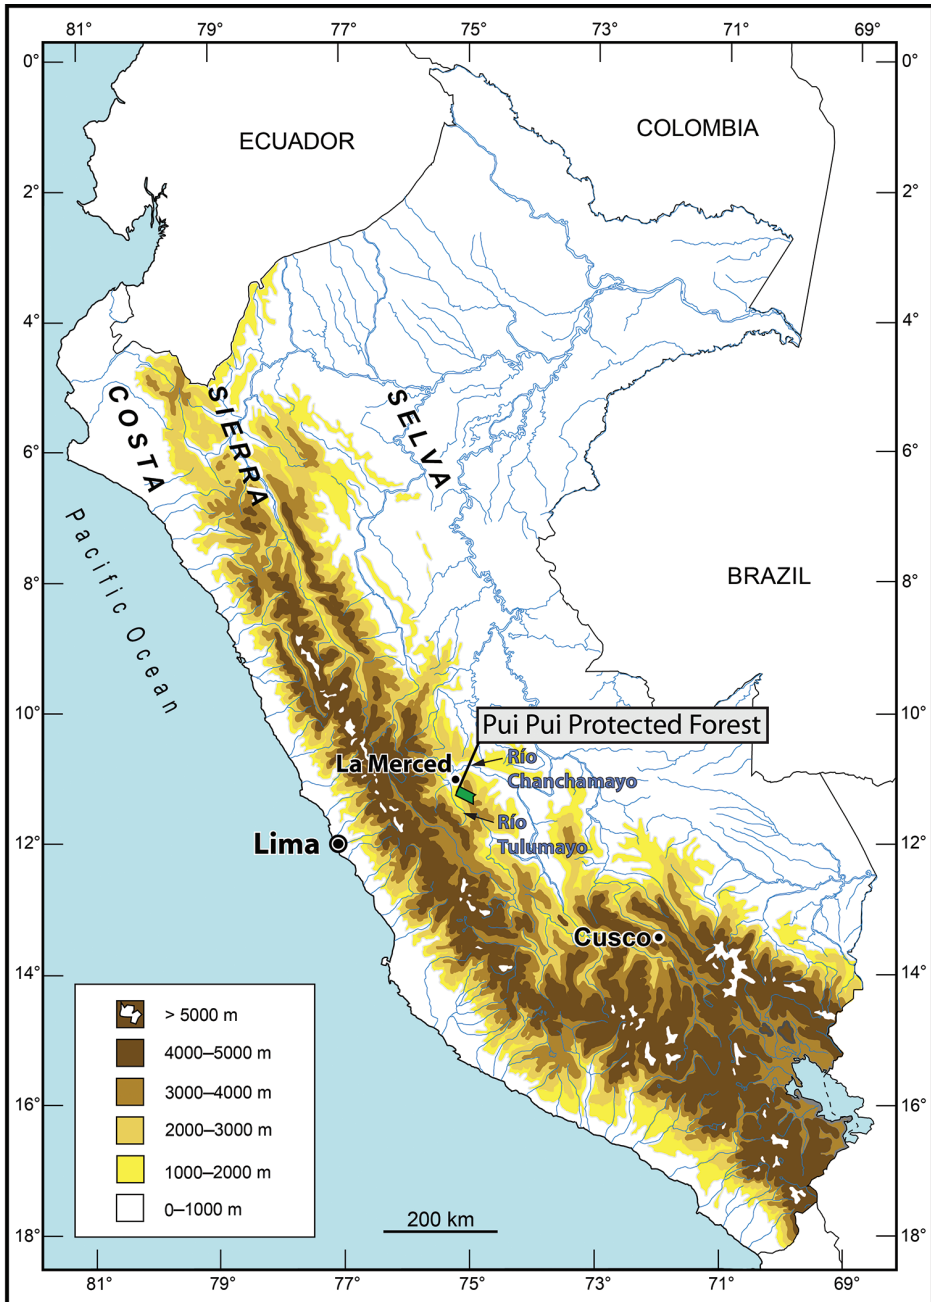 81° 79° 77° 75° 73° 71° 69°
0° 0°
ECUADOR
COLOMBIA
2° 2°
4° 4°
COSTA
SIERRA
SELVA
6° 6°
Pacific Ocean
8° 8°
BRAZIL
10° 10°
Pui Pui Protected Forest
La Merced
Río
Chanchamayo
Río
Tulumayo
12° 12°
Lima
Cusco
14° 14°
> 5000 m
4000–5000 m
3000–4000 m
2000–3000 m
1000–2000 m
0–1000 m
16° 16°
200 km
18° 18°
81° 79° 77° 75° 73° 71° 69°